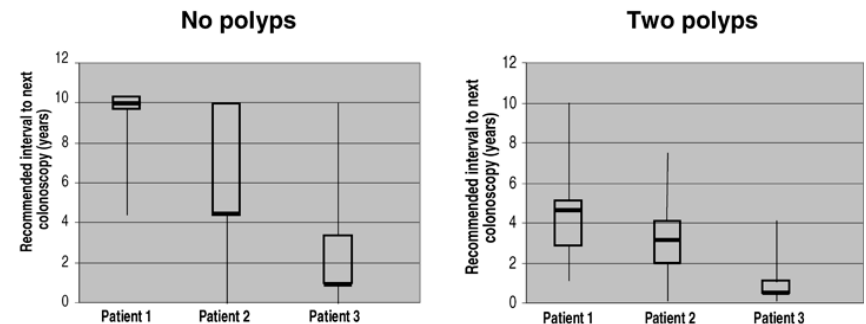 No polyps
Recommended interval to next
colonoscopy (years)
12
10
8
6
4
2
0
Patient 1 Patient 2 Patient 3
Two polyps
Recommended interval to next
colonoscopy (years)
12
10
8
6
4
2
0
Patient 1 Patient 2 Patient 3